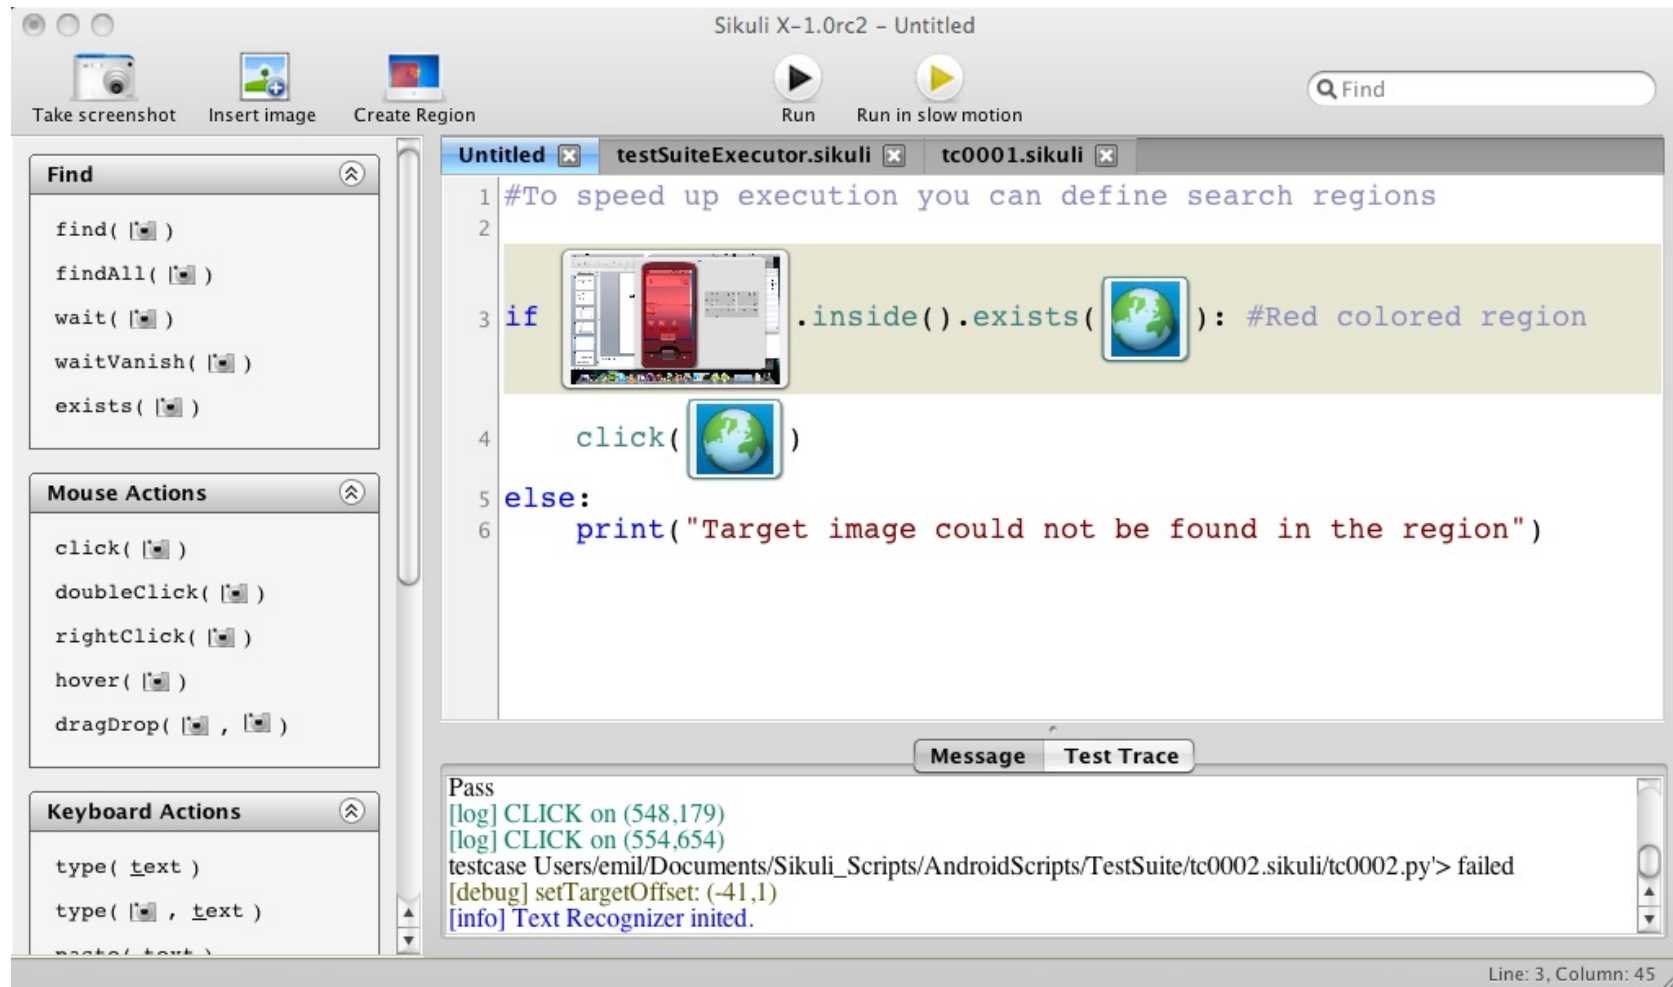 Sikuli X-1.0rc2 - Untitled
Take screenshot
Insert image
Create Region
Run
Run in slow motion
Find
Find
find( )
findAll( )
wait( )
waitVanish( )
exists( )
Mouse Actions
click( )
doubleClick( )
rightClick( )
hover( )
dragDrop( , )
Keyboard Actions
type( text )
type( , text )
paste( text )
Untitled
testSuiteExecutor.sikuli
tc0001.sikuli
1 #To speed up execution you can define search regions
2
3 if .inside().exists( ): #Red colored region
4 click( )
5 else:
6 print("Target image could not be found in the region")
Message
Test Trace
Pass
[log] CLICK on (548,179)
[log] CLICK on (554,654)
testcase Users/emil/Documents/Sikuli_Scripts/AndroidScripts/TestSuite/tc0002.sikuli/tc0002.py'> failed
[debug] setTargetOffset: (-41,1)
[info] Text Recognizer inited.
Line: 3, Column: 45